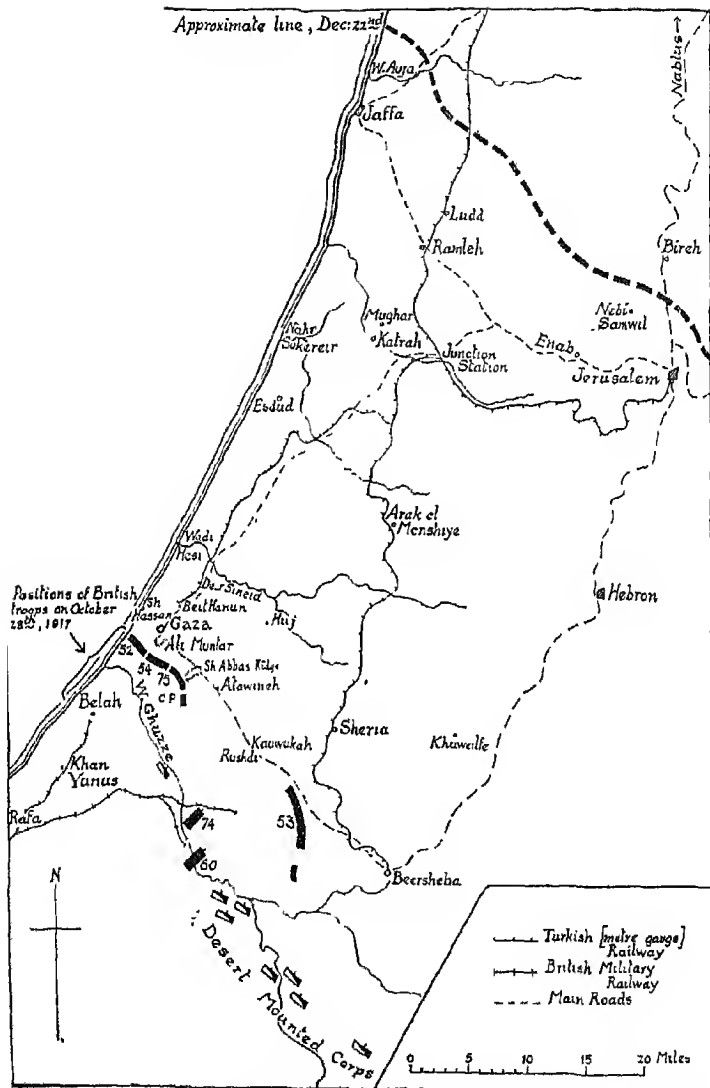 Approximate line, Dec: 22nd
Nablus →
W. Auja
Jaffa
Ludd
Ramleh
Bireh
Nebi
Samwil
Mughar
Katrah
Nahr
Sukereir
Junction
Station
Enab
Jerusalem
Esdud
Arak el
Menshiye
Wadi
Hesi
Deir Sineid
Hebron
Positions of British
troops on October
28th, 1917
Sh
Hassan
Beit Hanun
Gaza
Huj
Ali Muntar
52
54
75
CP
Sh Abbas Ridge
Atawineh
Belah
W. Ghuzze
Sheria
Khuweilfe
Kauwukah
Rushdi
Khan
Yunus
Rafa
74
53
60
Beersheba
N
Desert Mounted Corps
Turkish [metre gauge]
Railway
British Military
Railway
Main Roads
0 5 10 15 20 Miles